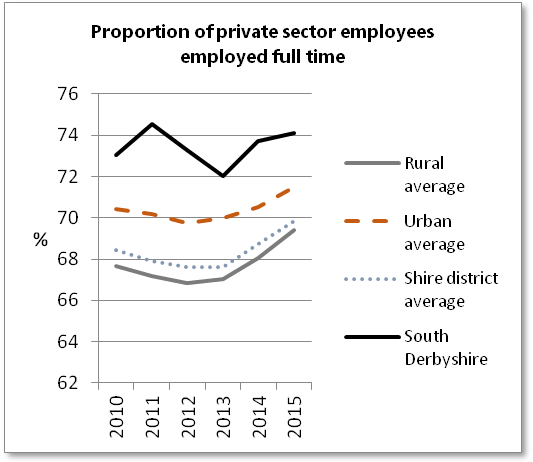 Proportion of private sector employees
employed full time
76
74
72
70
68
66
64
62
%
2010
2011
2012
2013
2014
2015
Rural
average
Urban
average
Shire district
average
South
Derbyshire